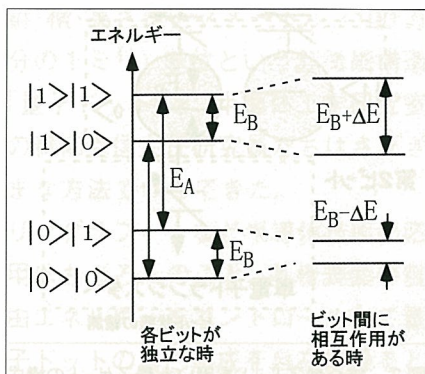 エネルギー
|1>|1>
|1>|0>
|0>|1>
|0>|0>
E_A
E_B
E_B
E_B+ΔE
E_B-ΔE
各ビットが
独立な時
ビット間に
相互作用が
ある時